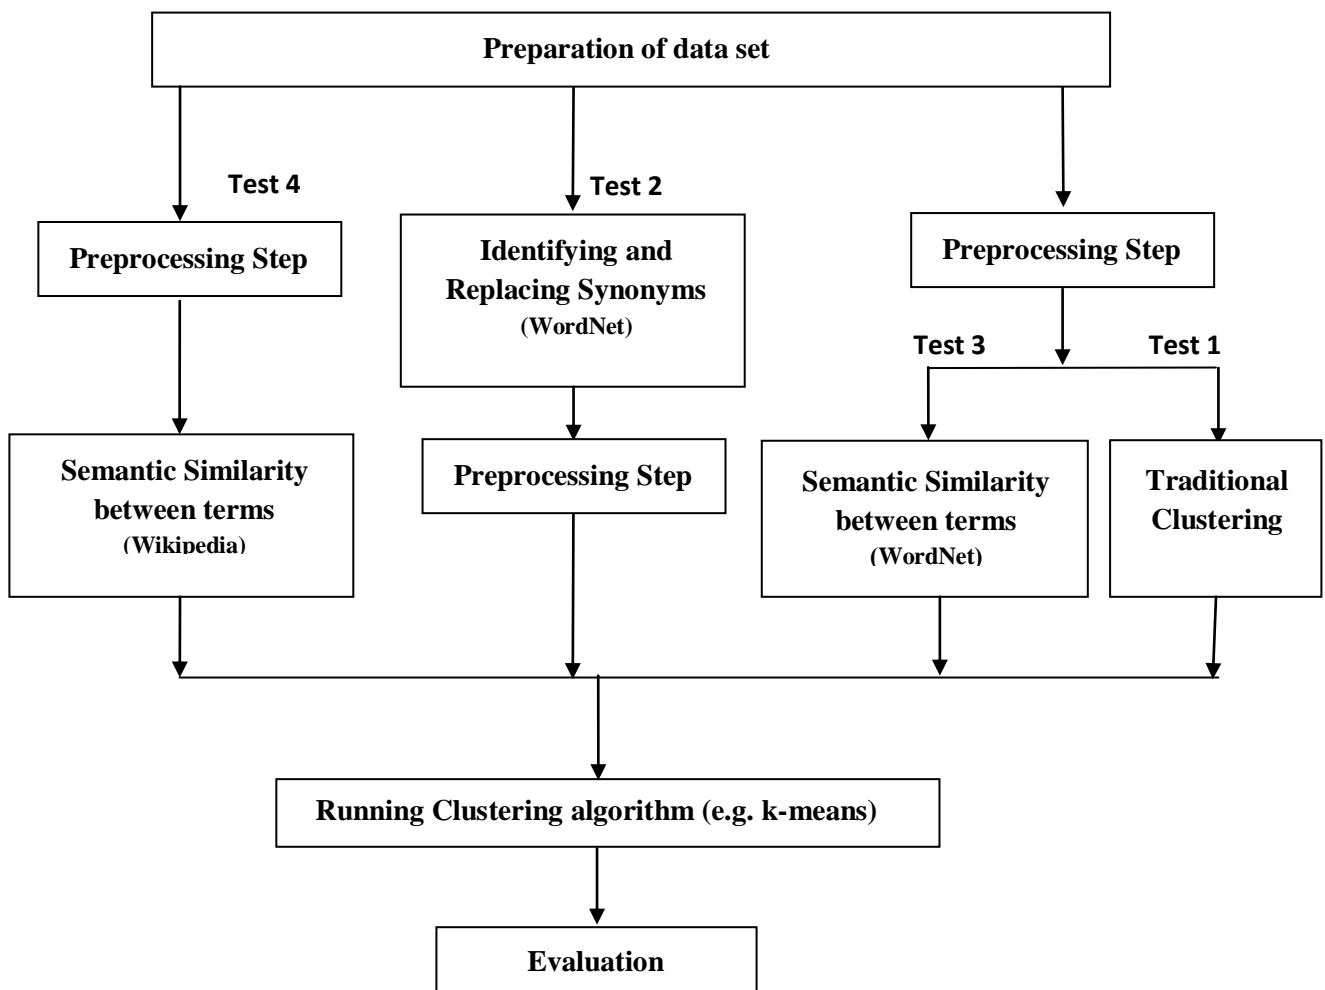 Preparation of data set
Test 4
Test 2
Preprocessing Step
Identifying and
Replacing Synonyms
(WordNet)
Preprocessing Step
Test 3
Test 1
Semantic Similarity
between terms
(Wikipedia)
Preprocessing Step
Semantic Similarity
between terms
(WordNet)
Traditional
Clustering
Running Clustering algorithm (e.g. k-means)
Evaluation